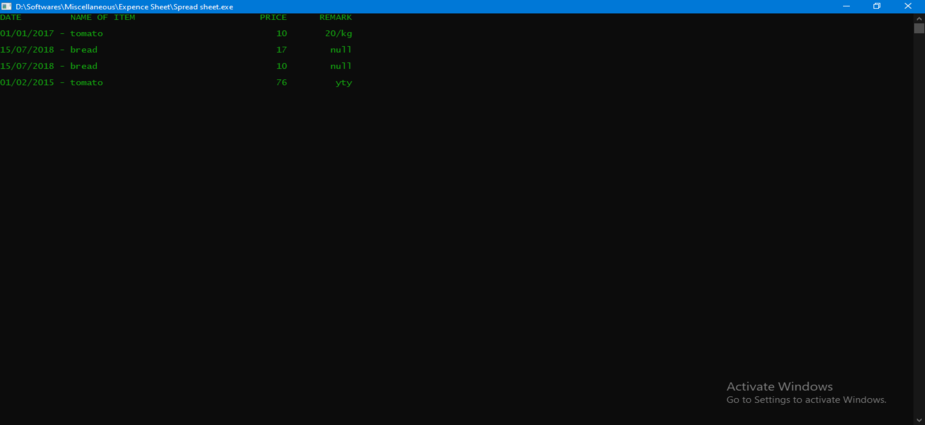 D:\Softwares\Miscellaneous\Expence Sheet\Spread sheet.exe
DATE NAME OF ITEM PRICE REMARK
01/01/2017 - tomato 10 20/kg
15/07/2018 - bread 17 null
15/07/2018 - bread 10 null
01/02/2015 - tomato 76 yty
Activate Windows
Go to Settings to activate Windows.